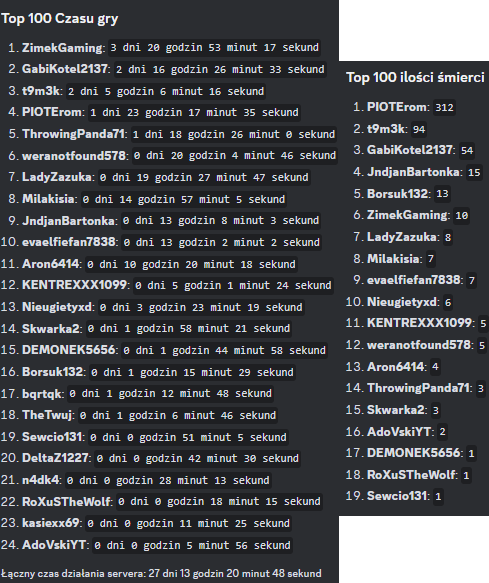 Top 100 Czasu gry
1. ZimekGaming: 3 dni 20 godzin 53 minut 17 sekund
2. GabiKotel2137: 2 dni 16 godzin 26 minut 33 sekund
3. t9m3k: 2 dni 5 godzin 6 minut 16 sekund
4. PIOTErom: 1 dni 23 godzin 17 minut 35 sekund
5. ThrowingPanda71: 1 dni 18 godzin 26 minut 0 sekund
6. weranotfound578: 0 dni 20 godzin 4 minut 46 sekund
7. LadyZazuka: 0 dni 19 godzin 27 minut 47 sekund
8. Milakisia: 0 dni 14 godzin 57 minut 5 sekund
9. JndjanBartonka: 0 dni 13 godzin 8 minut 3 sekund
10. evaelfiefan7838: 0 dni 13 godzin 2 minut 2 sekund
11. Aron6414: 0 dni 10 godzin 20 minut 18 sekund
12. KENTREXXX1099: 0 dni 5 godzin 1 minut 24 sekund
13. Nieugietyxd: 0 dni 3 godzin 23 minut 19 sekund
14. Skwarka2: 0 dni 1 godzin 58 minut 21 sekund
15. DEMONEK5656: 0 dni 1 godzin 44 minut 58 sekund
16. Borsuk132: 0 dni 1 godzin 15 minut 29 sekund
17. bqrtqk: 0 dni 1 godzin 12 minut 48 sekund
18. TheTwuj: 0 dni 1 godzin 6 minut 46 sekund
19. Sewcio131: 0 dni 0 godzin 51 minut 5 sekund
20. DeltaZ1227: 0 dni 0 godzin 42 minut 30 sekund
21. n4dk4: 0 dni 0 godzin 28 minut 13 sekund
22. RoXuSTheWolf: 0 dni 0 godzin 18 minut 15 sekund
23. kasiexx69: 0 dni 0 godzin 11 minut 25 sekund
24. AdoVskiYT: 0 dni 0 godzin 5 minut 56 sekund
Łączny czas działania servera: 27 dni 13 godzin 20 minut 48 sekund
Top 100 ilości śmierci
1. PIOTErom: 312
2. t9m3k: 94
3. GabiKotel2137: 54
4. JndjanBartonka: 15
5. Borsuk132: 13
6. ZimekGaming: 10
7. LadyZazuka: 8
8. Milakisia: 7
9. evaelfiefan7838: 7
10. Nieugietyxd: 6
11. KENTREXXX1099: 5
12. weranotfound578: 5
13. Aron6414: 4
14. ThrowingPanda71: 3
15. Skwarka2: 3
16. AdoVskiYT: 2
17. DEMONEK5656: 1
18. RoXuSTheWolf: 1
19. Sewcio131: 1